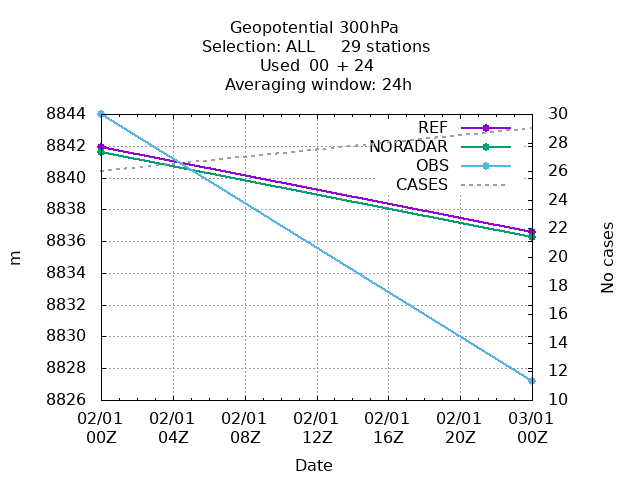 Geopotential 300hPa
Selection: ALL 29 stations
Used 00 + 24
Averaging window: 24h
8844
8842
8840
8838
8836
8834
8832
8830
8828
8826
m
REF
NORADAR
OBS
CASES
30
28
26
24
22
20
18
16
14
12
10
No cases
02/01 02/01 02/01 02/01 02/01 02/01 03/01
00Z 04Z 08Z 12Z 16Z 20Z 00Z
Date